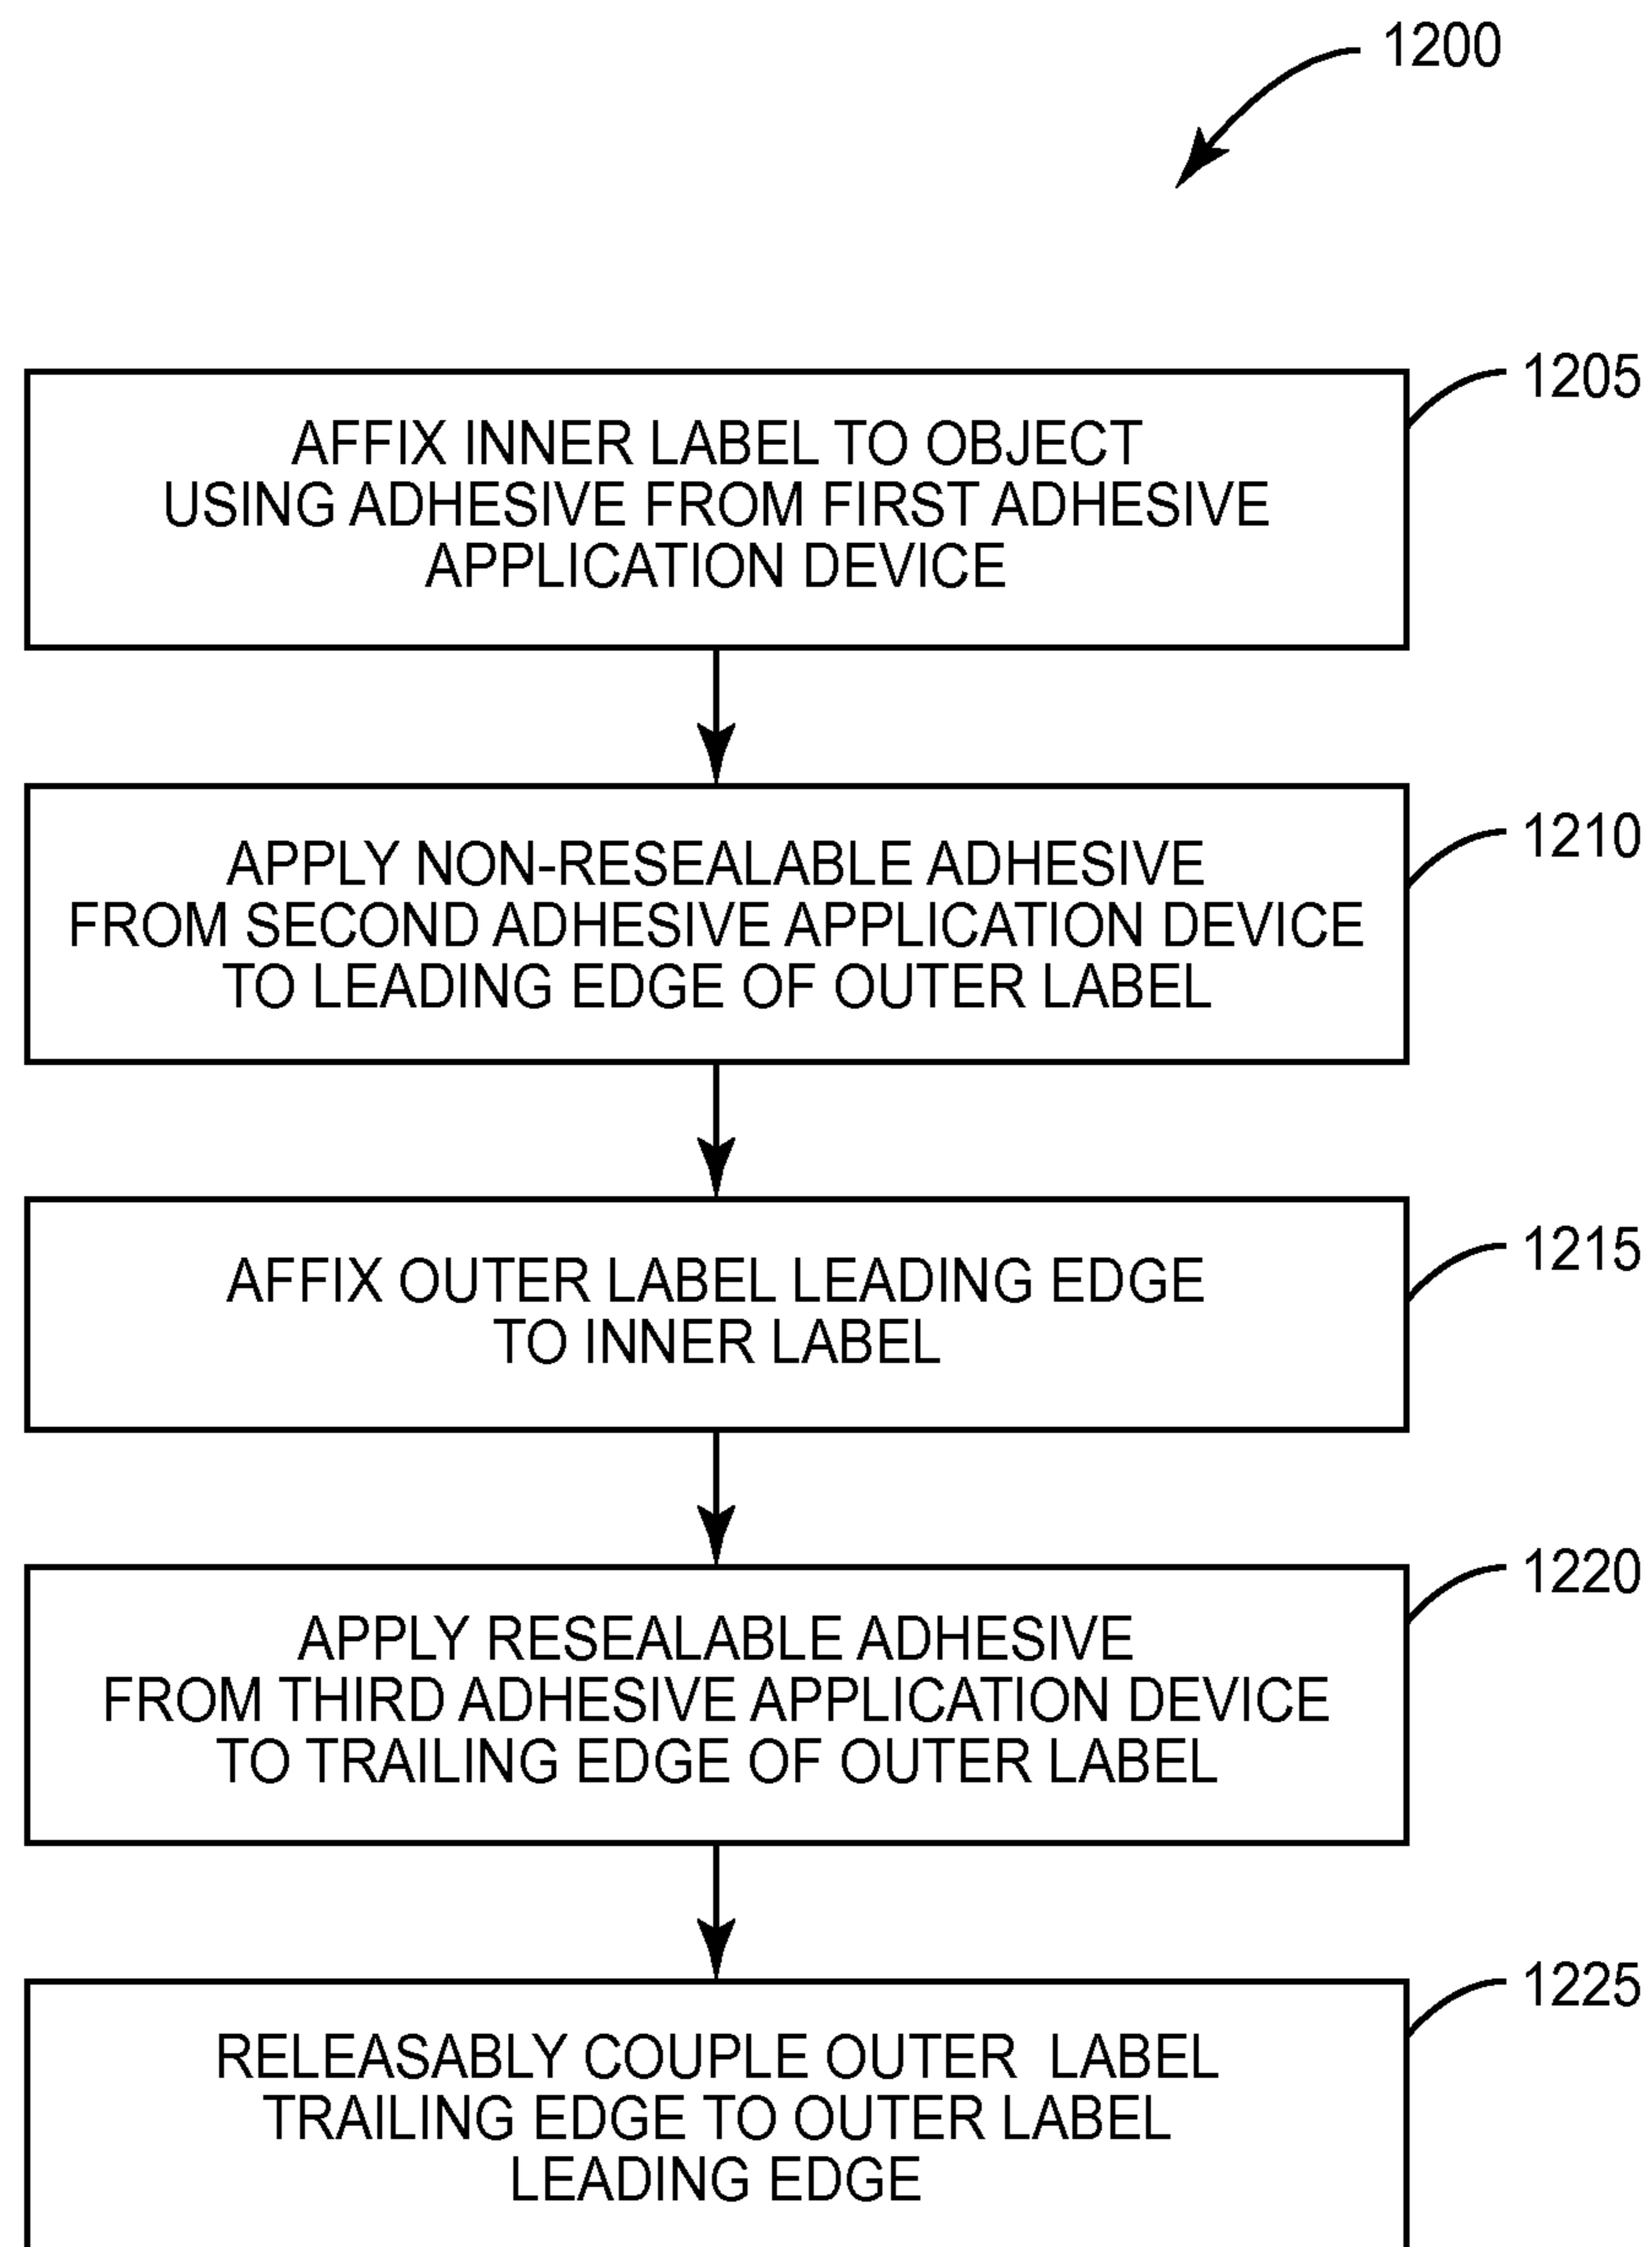 1200
1205
AFFIX INNER LABEL TO OBJECT
USING ADHESIVE FROM FIRST ADHESIVE
APPLICATION DEVICE
1210
APPLY NON-RESEALABLE ADHESIVE
FROM SECOND ADHESIVE APPLICATION DEVICE
TO LEADING EDGE OF OUTER LABEL
1215
AFFIX OUTER LABEL LEADING EDGE
TO INNER LABEL
1220
APPLY RESEALABLE ADHESIVE
FROM THIRD ADHESIVE APPLICATION DEVICE
TO TRAILING EDGE OF OUTER LABEL
1225
RELEASABLY COUPLE OUTER LABEL
TRAILING EDGE TO OUTER LABEL
LEADING EDGE